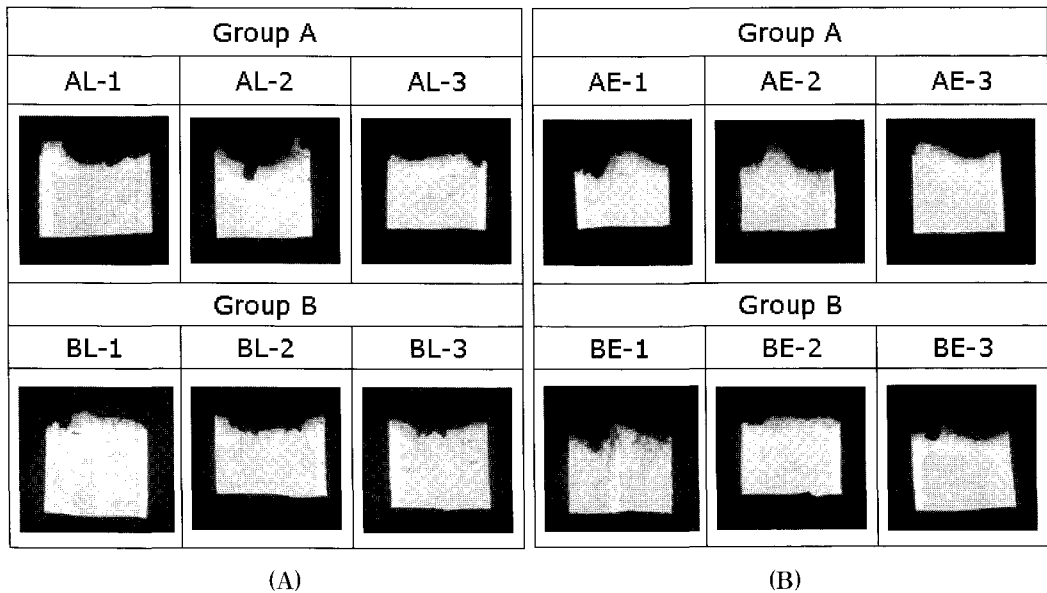 Group A
AL-1 AL-2 AL-3
Group B
BL-1 BL-2 BL-3
(A)
Group A
AE-1 AE-2 AE-3
Group B
BE-1 BE-2 BE-3
(B)